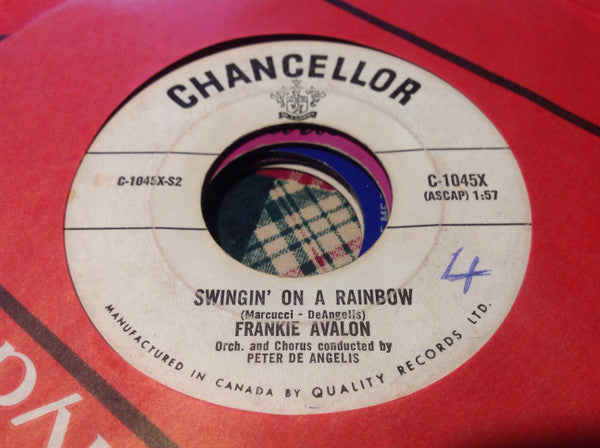 CHANCELLOR
C-1045X-S2
C-1045X
(ASCAP) 1:57
4
SWINGIN' ON A RAINBOW
(Marcucci - DeAngelis)
FRANKIE AVALON
Orch. and Chorus conducted by
PETER DE ANGELIS
MANUFACTURED IN CANADA BY QUALITY RECORDS LTD.